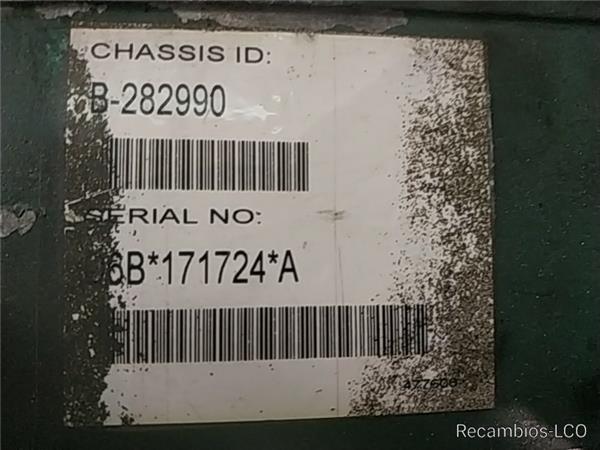 CHASSIS ID:
B-282990
SERIAL NO:
6B*171724*A
Recambios-LCO